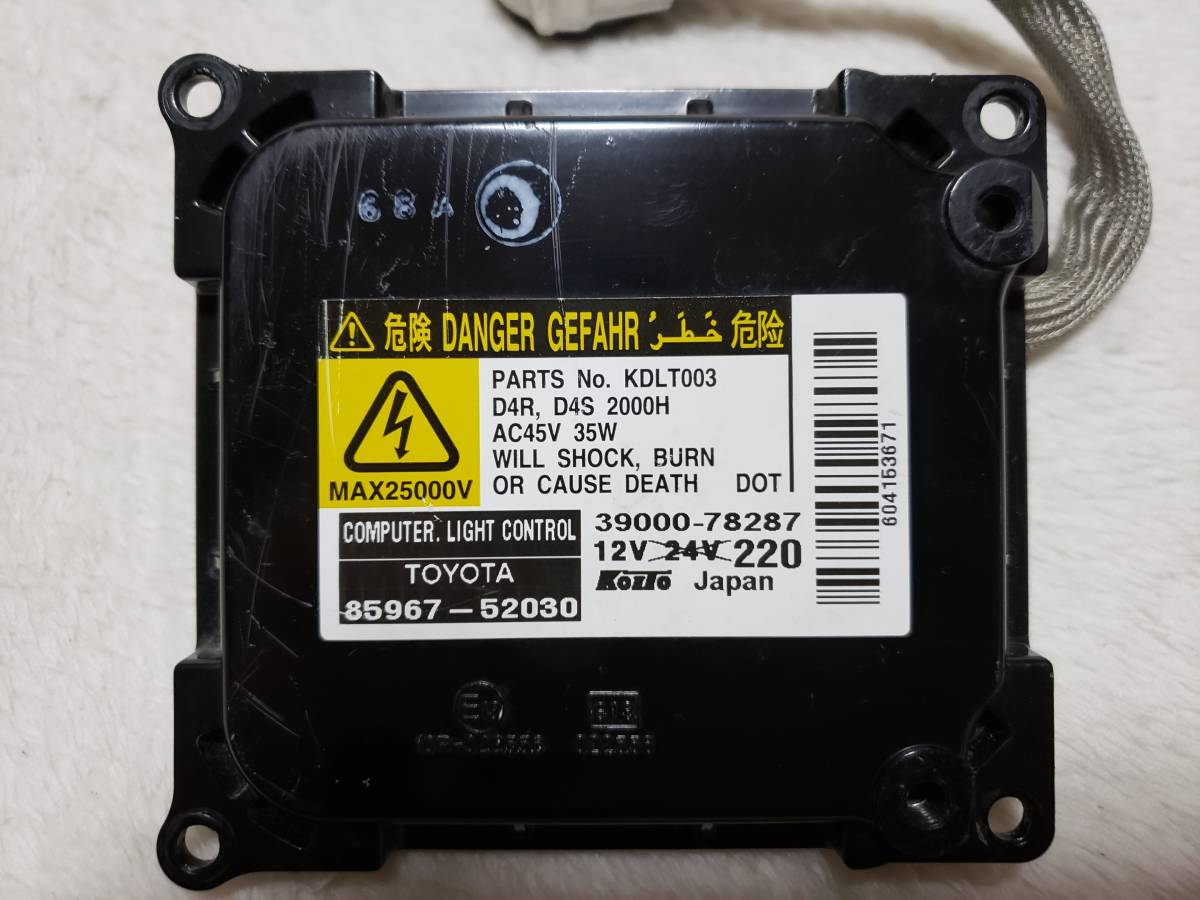 68A
危険 DANGER GEFAHR خَطَرْ 危险
PARTS No. KDLT003
D4R, D4S 2000H
AC45V 35W
WILL SHOCK, BURN
OR CAUSE DEATH DOT
MAX25000V
COMPUTER. LIGHT CONTROL
TOYOTA
85967-52030
39000-78287
12V 24V 220
KOITO Japan
604153671